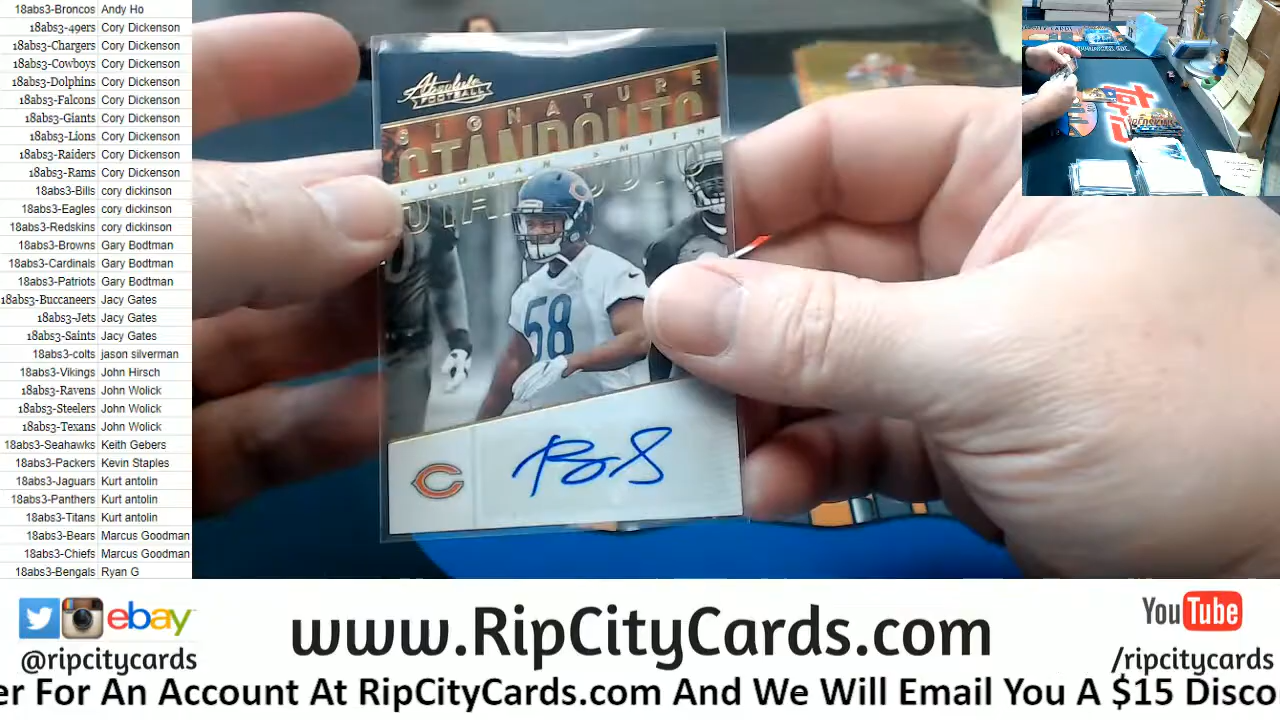 18abs3-Broncos Andy Ho
18abs3-49ers Cory Dickenson
18abs3-Chargers Cory Dickenson
18abs3-Cowboys Cory Dickenson
18abs3-Dolphins Cory Dickenson
18abs3-Falcons Cory Dickenson
18abs3-Giants Cory Dickenson
18abs3-Lions Cory Dickenson
18abs3-Raiders Cory Dickenson
18abs3-Rams Cory Dickenson
18abs3-Bills cory dickinson
18abs3-Eagles cory dickinson
18abs3-Redskins cory dickinson
18abs3-Browns Gary Bodtman
18abs3-Cardinals Gary Bodtman
18abs3-Patriots Gary Bodtman
18abs3-Buccaneers Jacy Gates
18abs3-Jets Jacy Gates
18abs3-Saints Jacy Gates
18abs3-colts jason silverman
18abs3-Vikings John Hirsch
18abs3-Ravens John Wolick
18abs3-Steelers John Wolick
18abs3-Texans John Wolick
18abs3-Seahawks Keith Gebers
18abs3-Packers Kevin Staples
18abs3-Jaguars Kurt antolin
18abs3-Panthers Kurt antolin
18abs3-Titans Kurt antolin
18abs3-Bears Marcus Goodman
18abs3-Chiefs Marcus Goodman
18abs3-Bengals Ryan G
Absolute
FOOTBALL
SIGNATURE
STANDOUTS
ROQUAN SMITH
58
ebay
@ripcitycards
www.RipCityCards.com
YouTube
/ripcitycards
er For An Account At RipCityCards.com And We Will Email You A $15 Disco